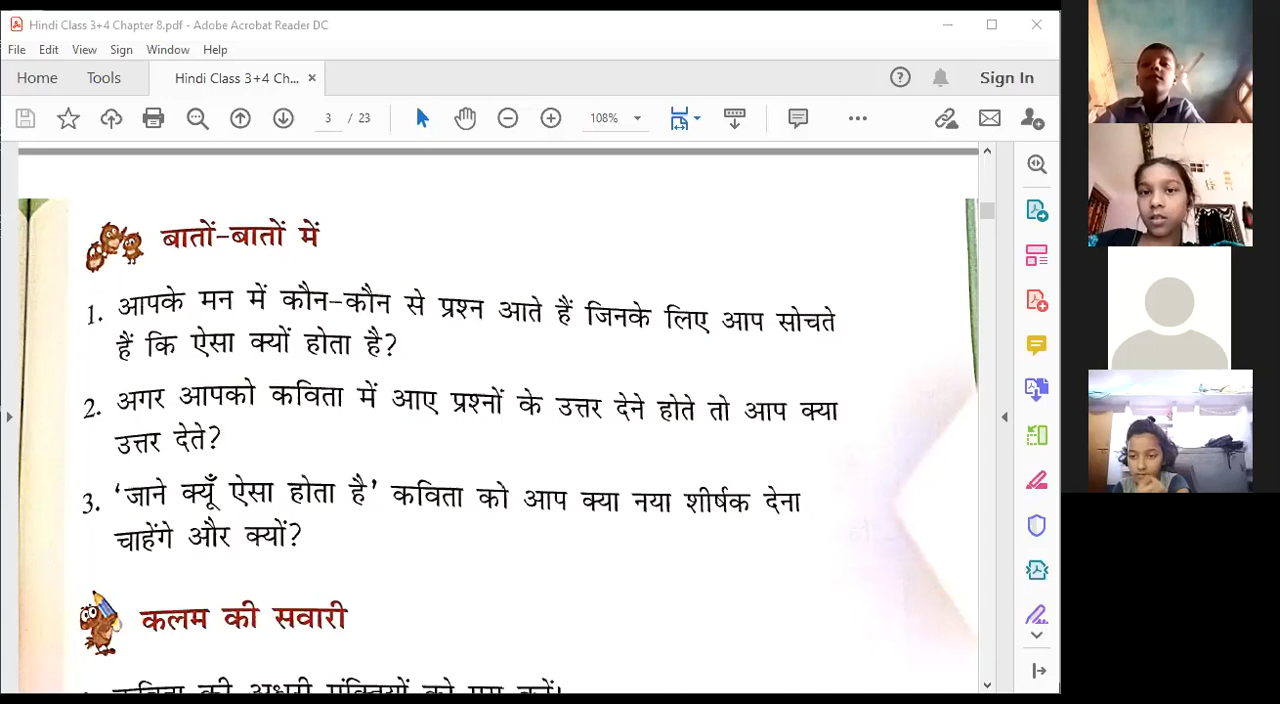 Hindi Class 3+4 Chapter 8.pdf - Adobe Acrobat Reader DC
File Edit View Sign Window Help
Home Tools Hindi Class 3+4 Ch... × Sign In
3 / 23 108%
बातों-बातों में
1. आपके मन में कौन-कौन से प्रश्न आते हैं जिनके लिए आप सोचते
हैं कि ऐसा क्यों होता है?
2. अगर आपको कविता में आए प्रश्नों के उत्तर देने होते तो आप क्या
उत्तर देते?
3. 'जाने क्यूँ ऐसा होता है' कविता को आप क्या नया शीर्षक देना
चाहेंगे और क्यों?
कलम की सवारी
कविता की अधूरी पंक्तियों को पूरा करें।